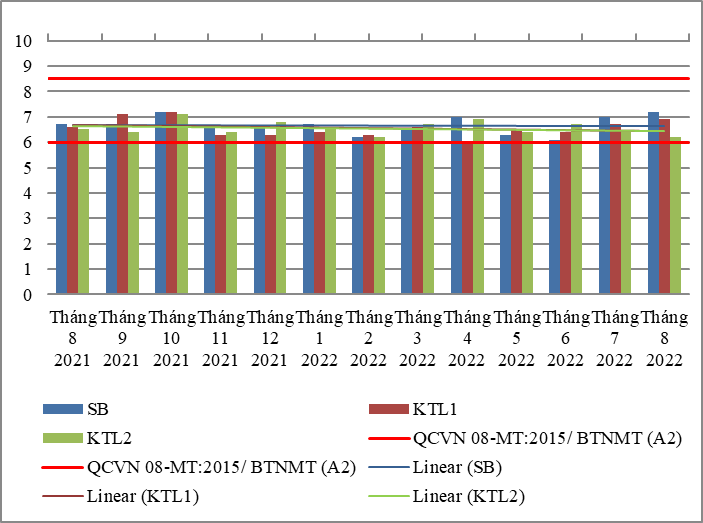 10
9
8
7
6
5
4
3
2
1
0
Tháng Tháng Tháng Tháng Tháng Tháng Tháng Tháng Tháng Tháng Tháng Tháng Tháng
8 9 10 11 12 1 2 3 4 5 6 7 8
2021 2021 2021 2021 2021 2022 2022 2022 2022 2022 2022 2022 2022
SB KTL1
KTL2 QCVN 08-MT:2015/ BTNMT (A2)
QCVN 08-MT:2015/ BTNMT (A2) Linear (SB)
Linear (KTL1) Linear (KTL2)